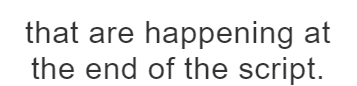 that are happening at
the end of the script.